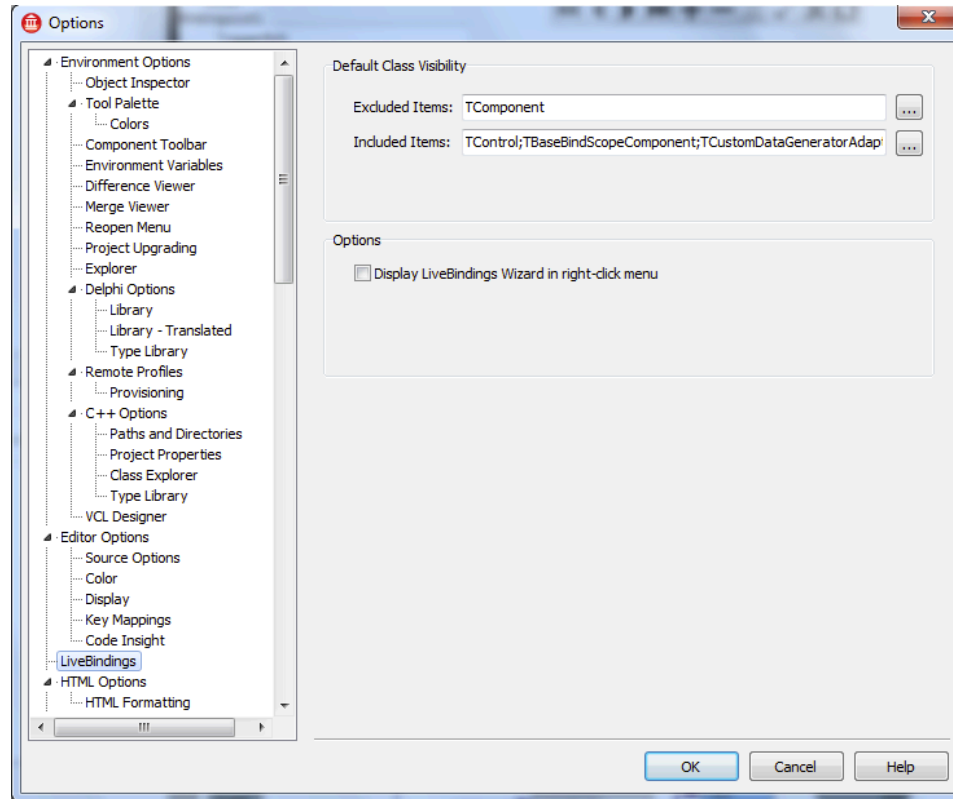 Options
Environment Options
Object Inspector
Tool Palette
Colors
Component Toolbar
Environment Variables
Difference Viewer
Merge Viewer
Reopen Menu
Project Upgrading
Explorer
Delphi Options
Library
Library - Translated
Type Library
Remote Profiles
Provisioning
C++ Options
Paths and Directories
Project Properties
Class Explorer
Type Library
VCL Designer
Editor Options
Source Options
Color
Display
Key Mappings
Code Insight
LiveBindings
HTML Options
HTML Formatting
Default Class Visibility
Excluded Items: TComponent ...
Included Items: TControl;TBaseBindScopeComponent;TCustomDataGeneratorAdap ...
Options
Display LiveBindings Wizard in right-click menu
OK Cancel Help